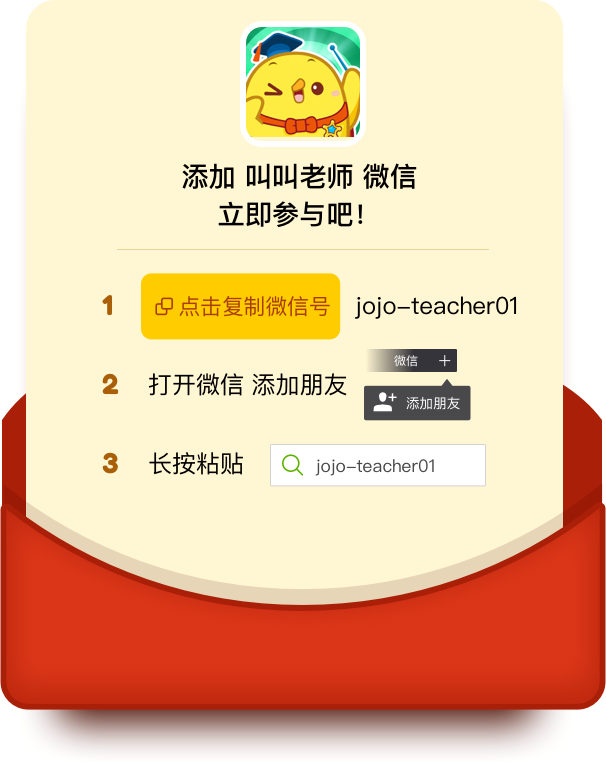 添加 叫叫老师 微信
立即参与吧！
1 点击复制微信号 jojo-teacher01
微信 +
2 打开微信 添加朋友
添加朋友
3 长按粘贴 jojo-teacher01